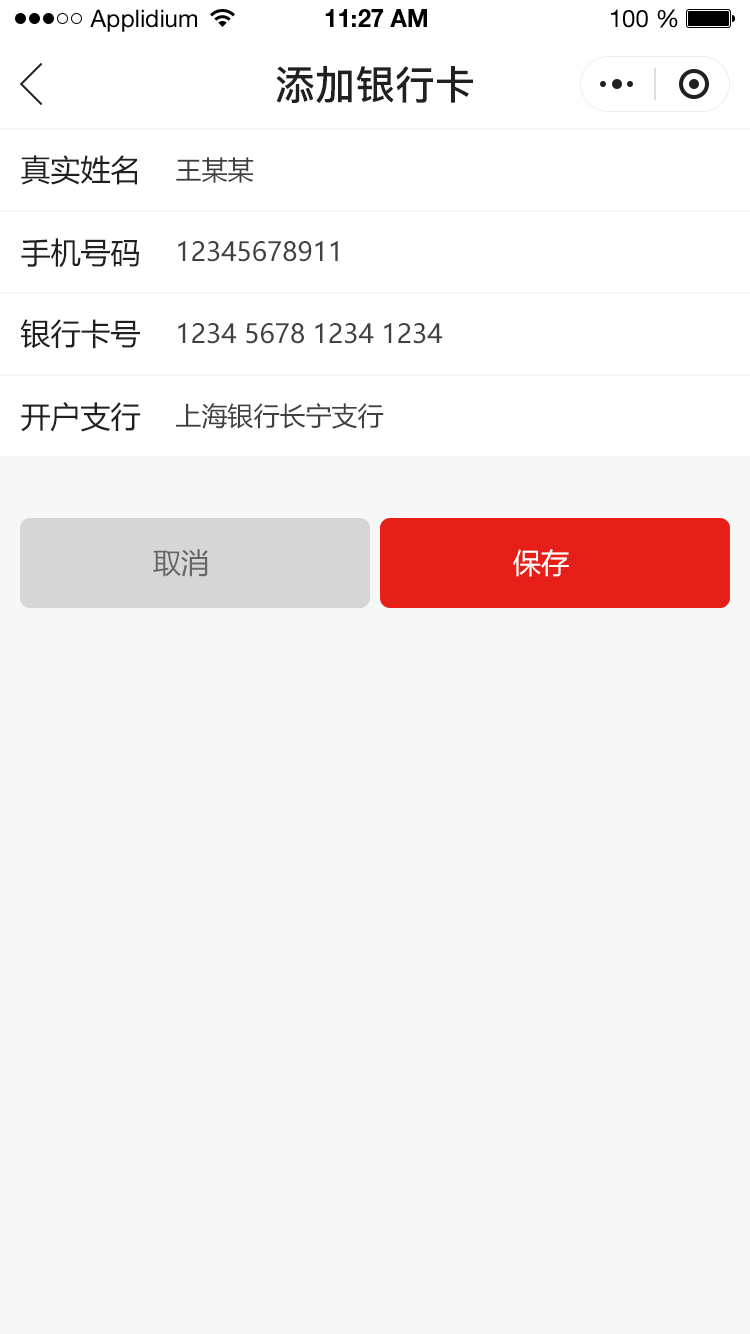 Applidium 11:27 AM 100 %
添加银行卡
真实姓名 王某某
手机号码 12345678911
银行卡号 1234 5678 1234 1234
开户支行 上海银行长宁支行
取消 保存